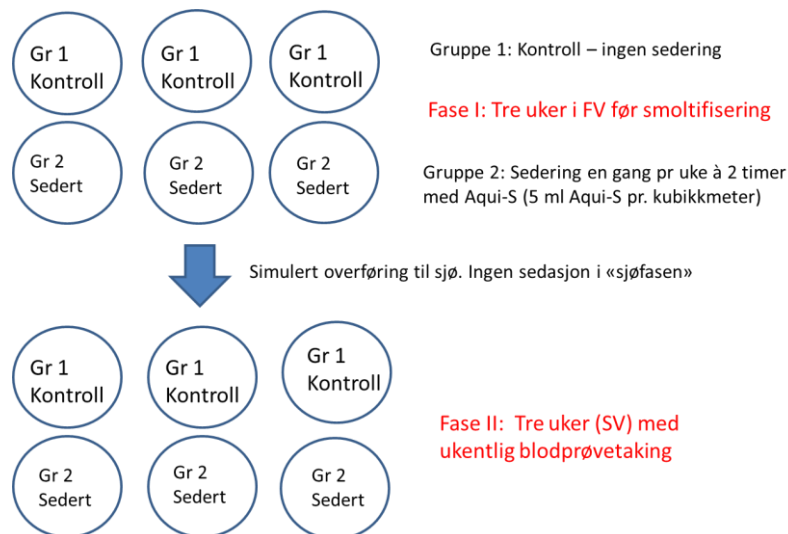 Gr 1
Kontroll
Gr 1
Kontroll
Gr 1
Kontroll
Gruppe 1: Kontroll – ingen sedering
Fase I: Tre uker i FV før smoltifisering
Gr 2
Sedert
Gr 2
Sedert
Gr 2
Sedert
Gruppe 2: Sedering en gang pr uke à 2 timer
med Aqui-S (5 ml Aqui-S pr. kubikkmeter)
Simulert overføring til sjø. Ingen sedasjon i «sjøfasen»
Gr 1
Kontroll
Gr 1
Kontroll
Gr 1
Kontroll
Gr 2
Sedert
Gr 2
Sedert
Gr 2
Sedert
Fase II:  Tre uker (SV) med
ukentlig blodprøvetaking